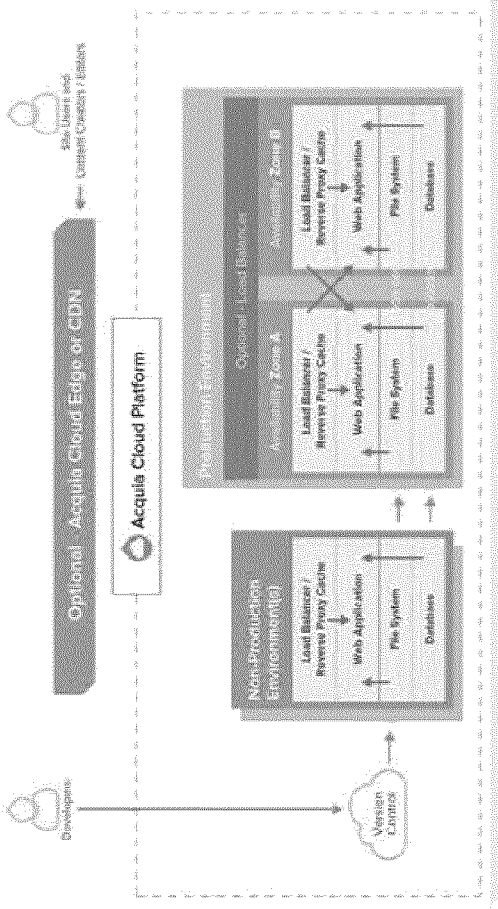 Developers
Site Users and
Content Creators / Editors
Optional - Acquia Cloud Edge or CDN
Acquia Cloud Platform
Version
Control
Non-Production
Environment(s)
Load Balancer /
Reverse Proxy Cache
Web Application
File System
Database
Production Environment
Optional - Load Balancer
Availability Zone A
Load Balancer /
Reverse Proxy Cache
Web Application
File System
Database
Availability Zone B
Load Balancer /
Reverse Proxy Cache
Web Application
File System
Database